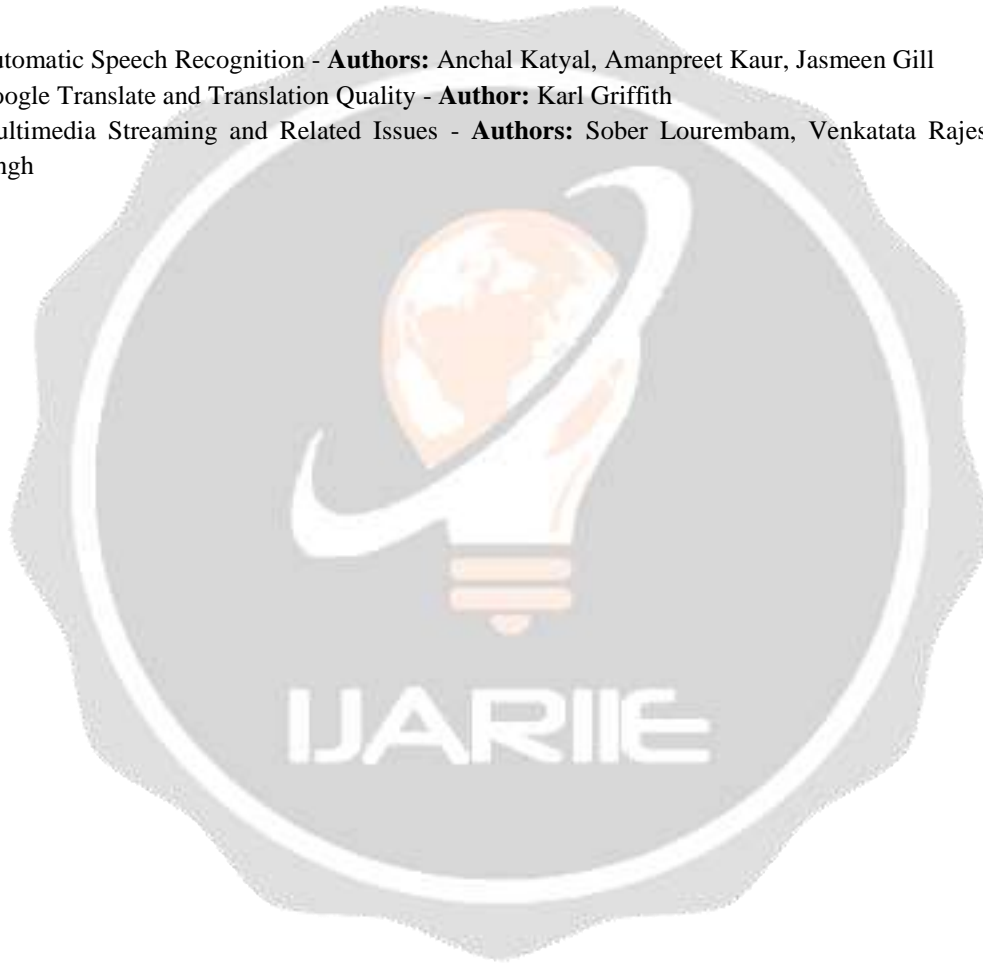 utomatic Speech Recognition - Authors: Anchal Katyal, Amanpreet Kaur, Jasmeen Gill
oogle Translate and Translation Quality - Author: Karl Griffith
ultimedia Streaming and Related Issues - Authors: Sober Lourembam, Venkatata Rajes
ngh
IJARIIE